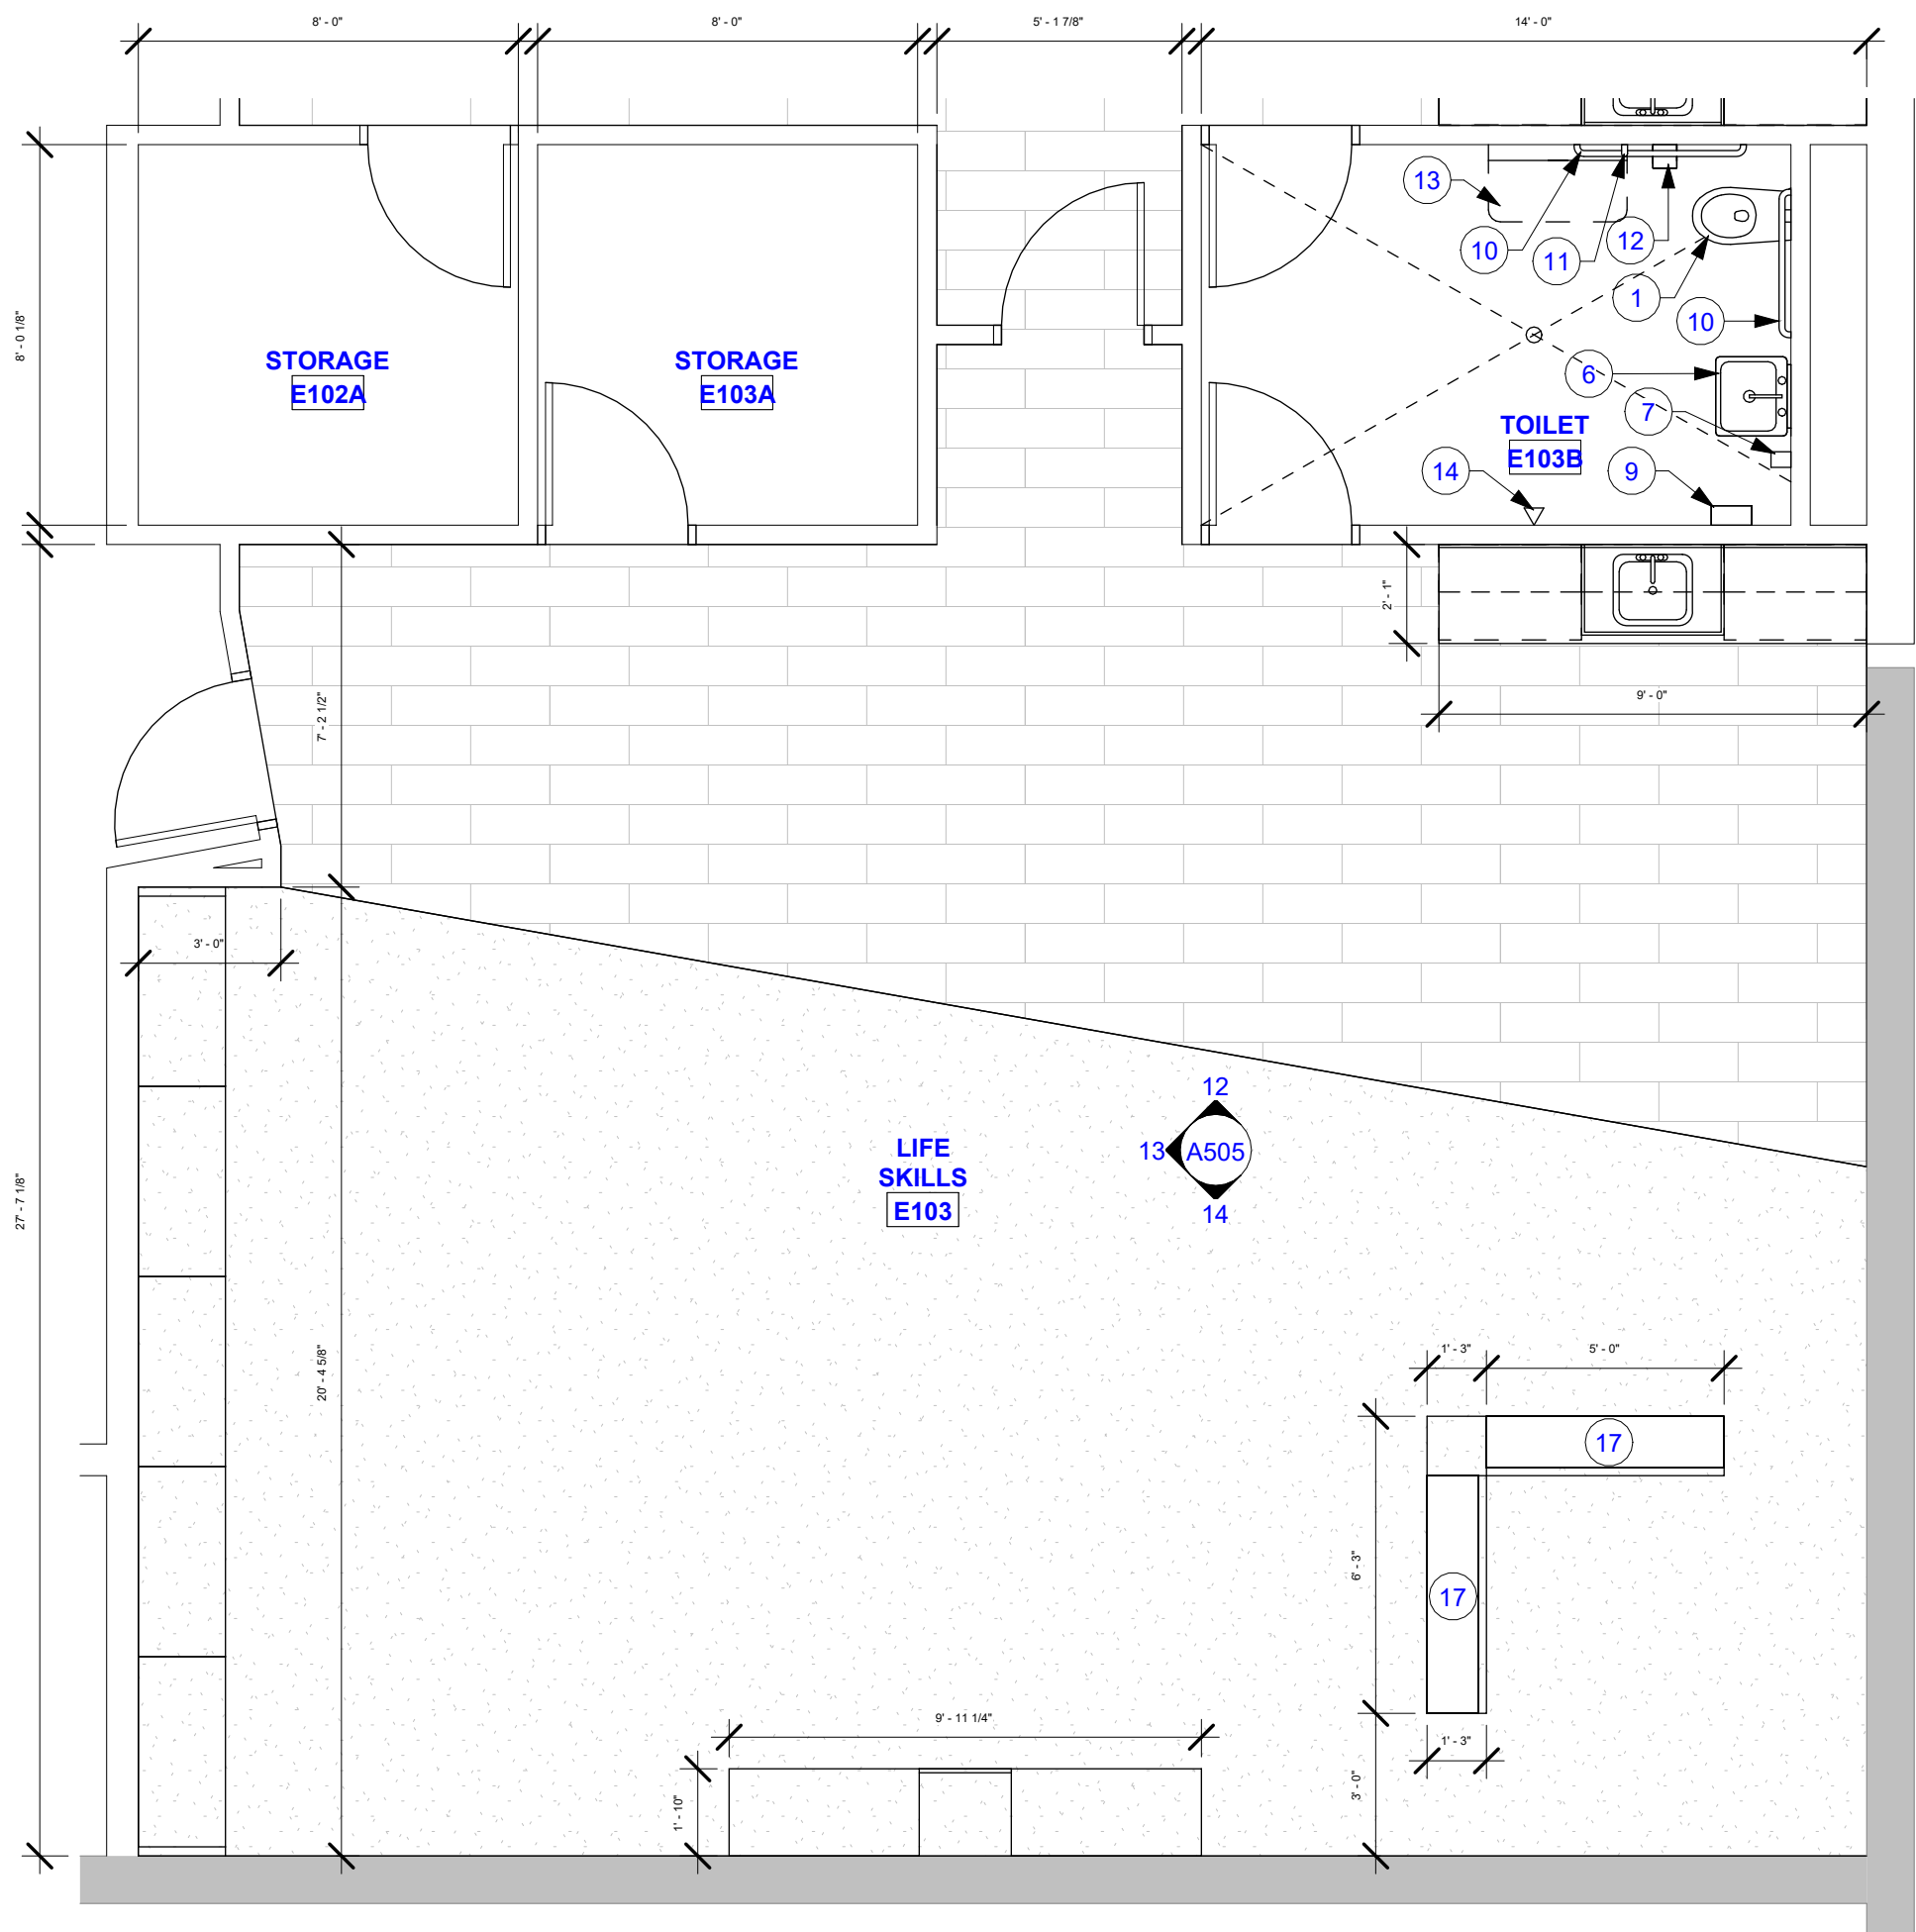 8' - 0"
8' - 0"
5' - 1 7/8"
14' - 0"
13
10
11
12
1
10
8' - 0 1/8"
STORAGE
E102A
STORAGE
E103A
6
7
TOILET
E103B
14
9
2' - 1"
9' - 0"
7' - 2 1/2"
3' - 0"
12
13
A505
14
LIFE
SKILLS
E103
27' - 7 1/8"
20' - 4 5/8"
1' - 3"
5' - 0"
17
6' - 3"
17
9' - 11 1/4"
1' - 3"
1' - 10"
3' - 0"